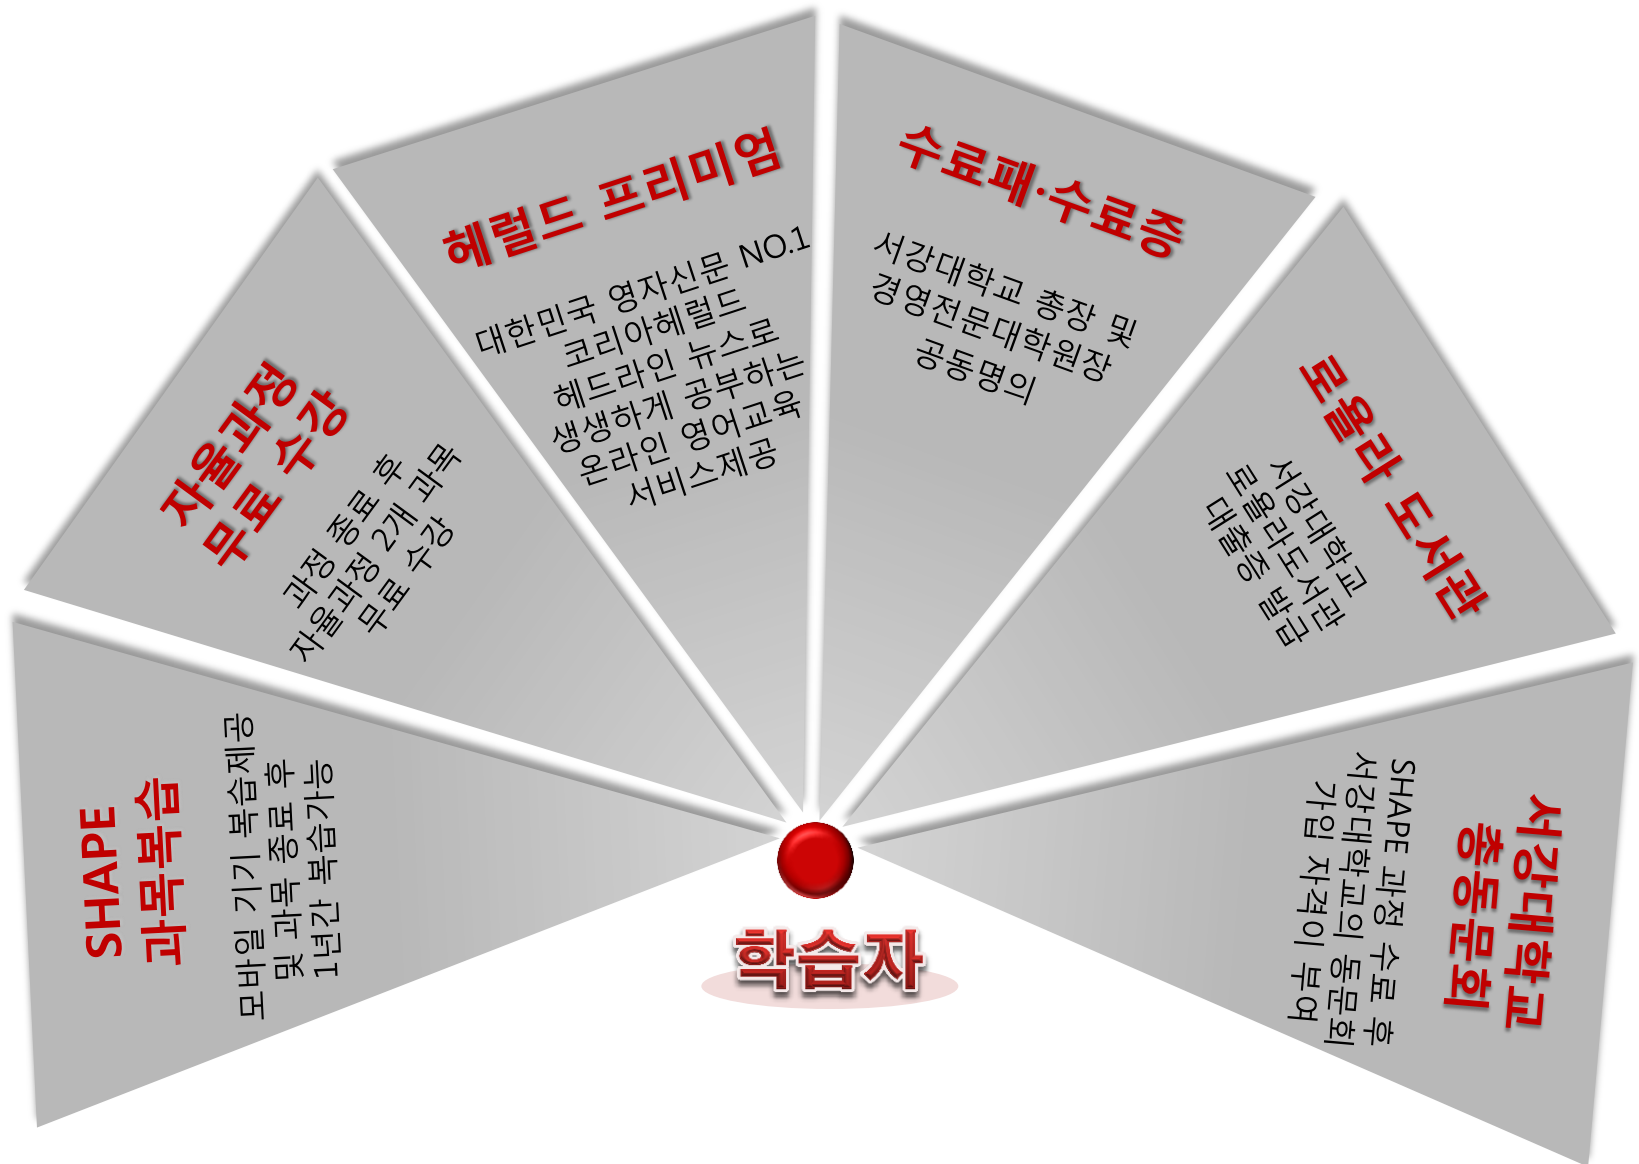 SHAPE
과목복습
모바일 기기 복습제공
및 과목 종료 후
1년간 복습가능
자율과정
무료 수강
과정 종료 후
자율과정 2개 과목
무료 수강
헤럴드 프리미엄
대한민국 영자신문 NO.1
코리아헤럴드
헤드라인 뉴스로
생생하게 공부하는
온라인 영어교육
서비스제공
수료패·수료증
서강대학교 총장 및
경영전문대학원장
공동명의
로욜라 도서관
서강대학교
로욜라도서관
대출증 발급
서강대학교
총동문회
SHAPE 과정 수료 후
서강대학교의 동문회
가입 자격이 부여
학습자